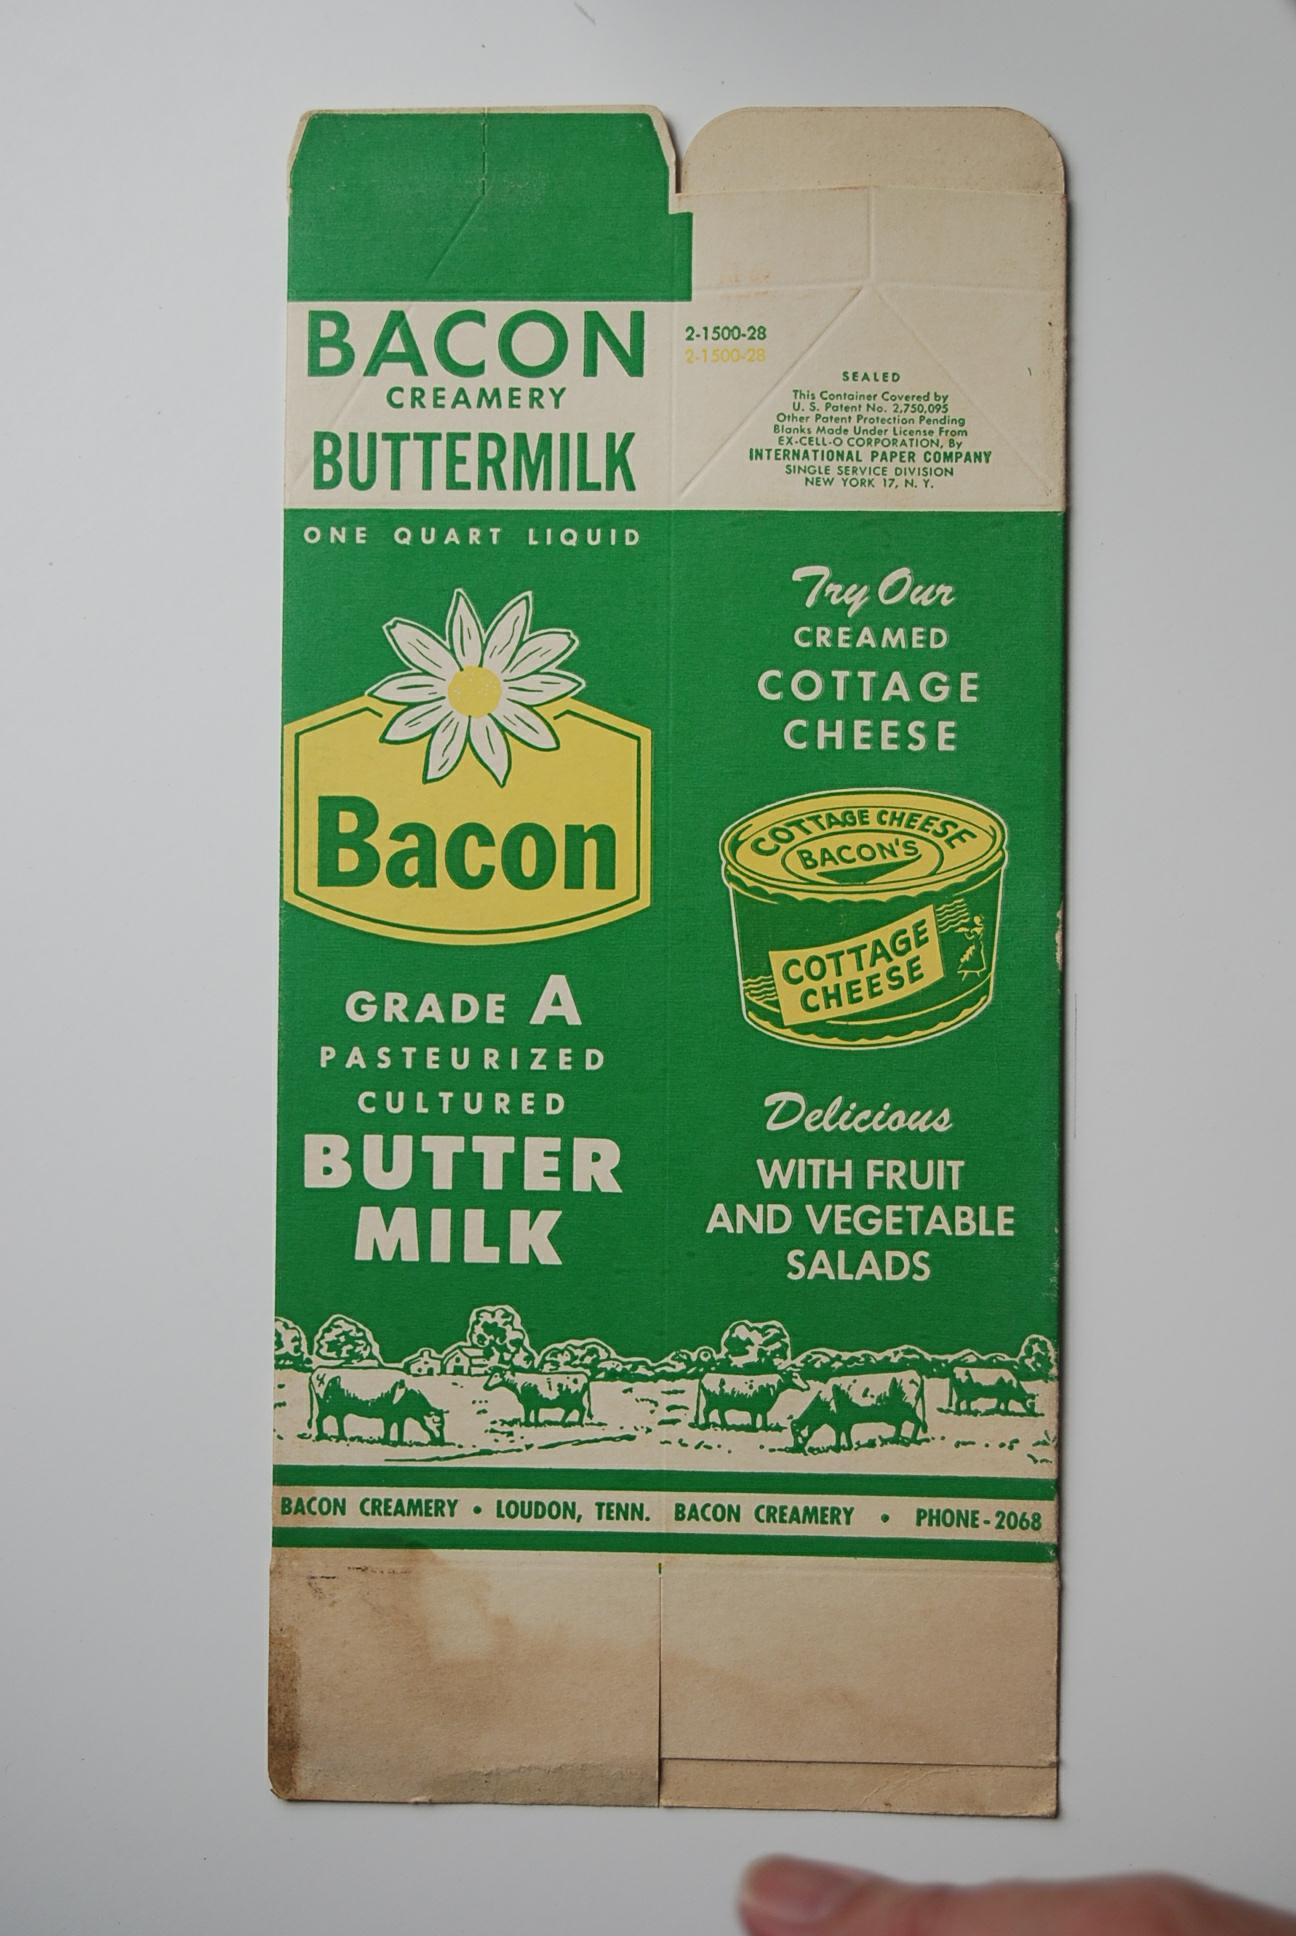 BACON
CREAMERY
BUTTERMILK
ONE QUART LIQUID
Bacon
GRADE A
PASTEURIZED
CULTURED
BUTTER
MILK
BACON CREAMERY • LOUDON, TENN.
2-1500-28
2-1500-28
SEALED
This Container Covered by
U. S. Patent No. 2,750,095
Other Patent Protection Pending
Blanks Made Under License From
EX-CELL-O CORPORATION, By
INTERNATIONAL PAPER COMPANY
SINGLE SERVICE DIVISION
NEW YORK 17, N. Y.
Try Our
CREAMED
COTTAGE
CHEESE
COTTAGE CHEESE
BACON'S
COTTAGE
CHEESE
Delicious
WITH FRUIT
AND VEGETABLE
SALADS
BACON CREAMERY • PHONE-2068